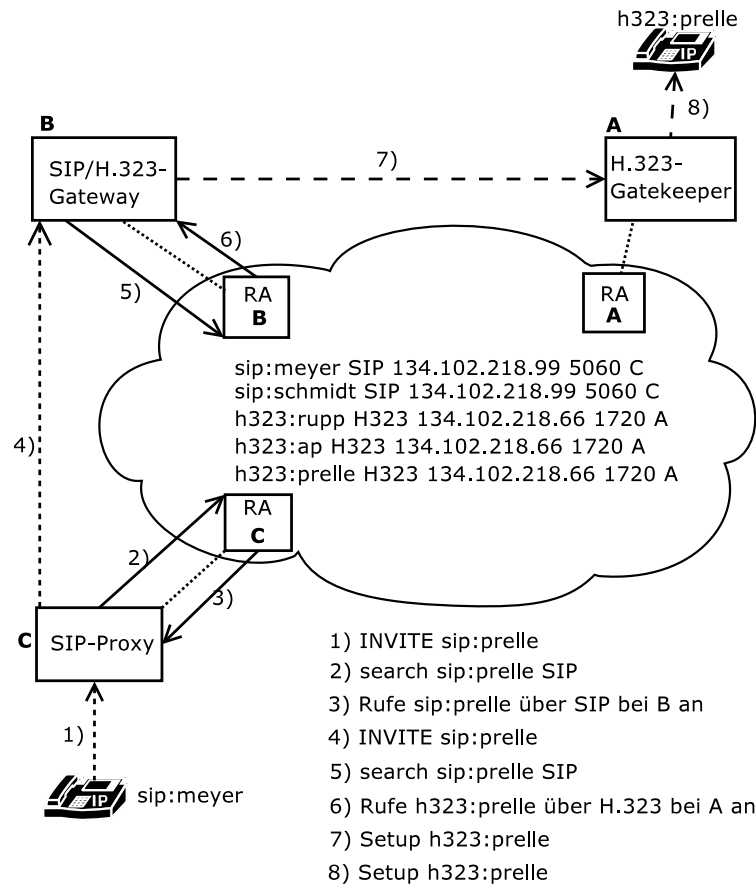 h323:prelle
IP
8)
B
A
7)
SIP/H.323-
Gateway
H.323-
Gatekeeper
6)
5)
RA
B
RA
A
sip:meyer SIP 134.102.218.99 5060 C
sip:schmidt SIP 134.102.218.99 5060 C
h323:rupp H323 134.102.218.66 1720 A
h323:ap H323 134.102.218.66 1720 A
h323:prelle H323 134.102.218.66 1720 A
4)
RA
C
2)
3)
C
SIP-Proxy
1)
IP
sip:meyer
1) INVITE sip:prelle
2) search sip:prelle SIP
3) Rufe sip:prelle über SIP bei B an
4) INVITE sip:prelle
5) search sip:prelle SIP
6) Rufe h323:prelle über H.323 bei A an
7) Setup h323:prelle
8) Setup h323:prelle